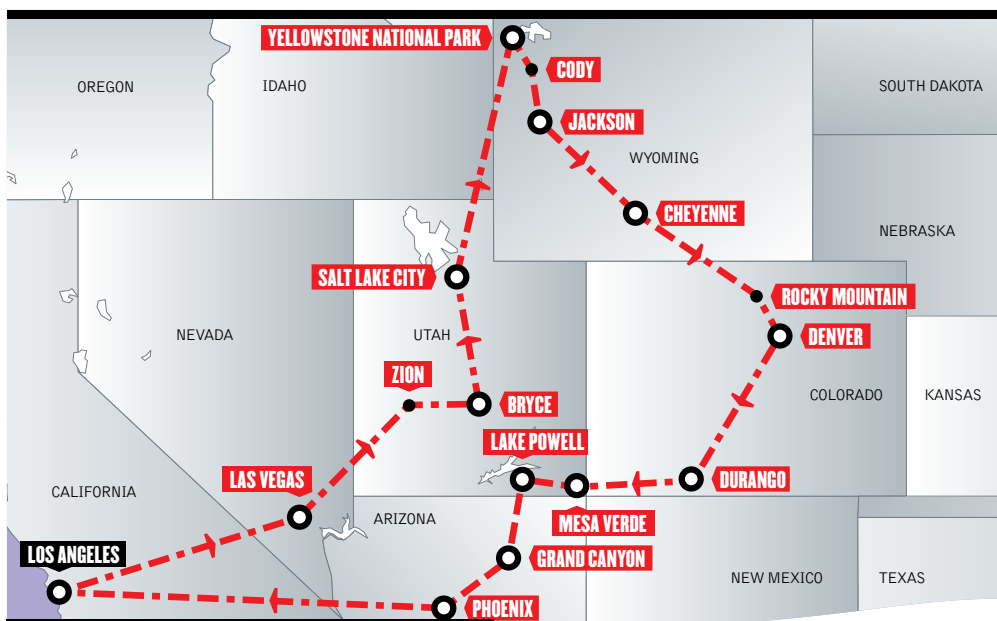 YELLOWSTONE NATIONAL PARK
CODY
OREGON
IDAHO
SOUTH DAKOTA
JACKSON
WYOMING
CHEYENNE
NEBRASKA
SALT LAKE CITY
ROCKY MOUNTAIN
NEVADA
UTAH
DENVER
ZION
COLORADO
KANSAS
BRYCE
LAKE POWELL
LAS VEGAS
DURANGO
CALIFORNIA
ARIZONA
MESA VERDE
LOS ANGELES
GRAND CANYON
NEW MEXICO
TEXAS
PHOENIX